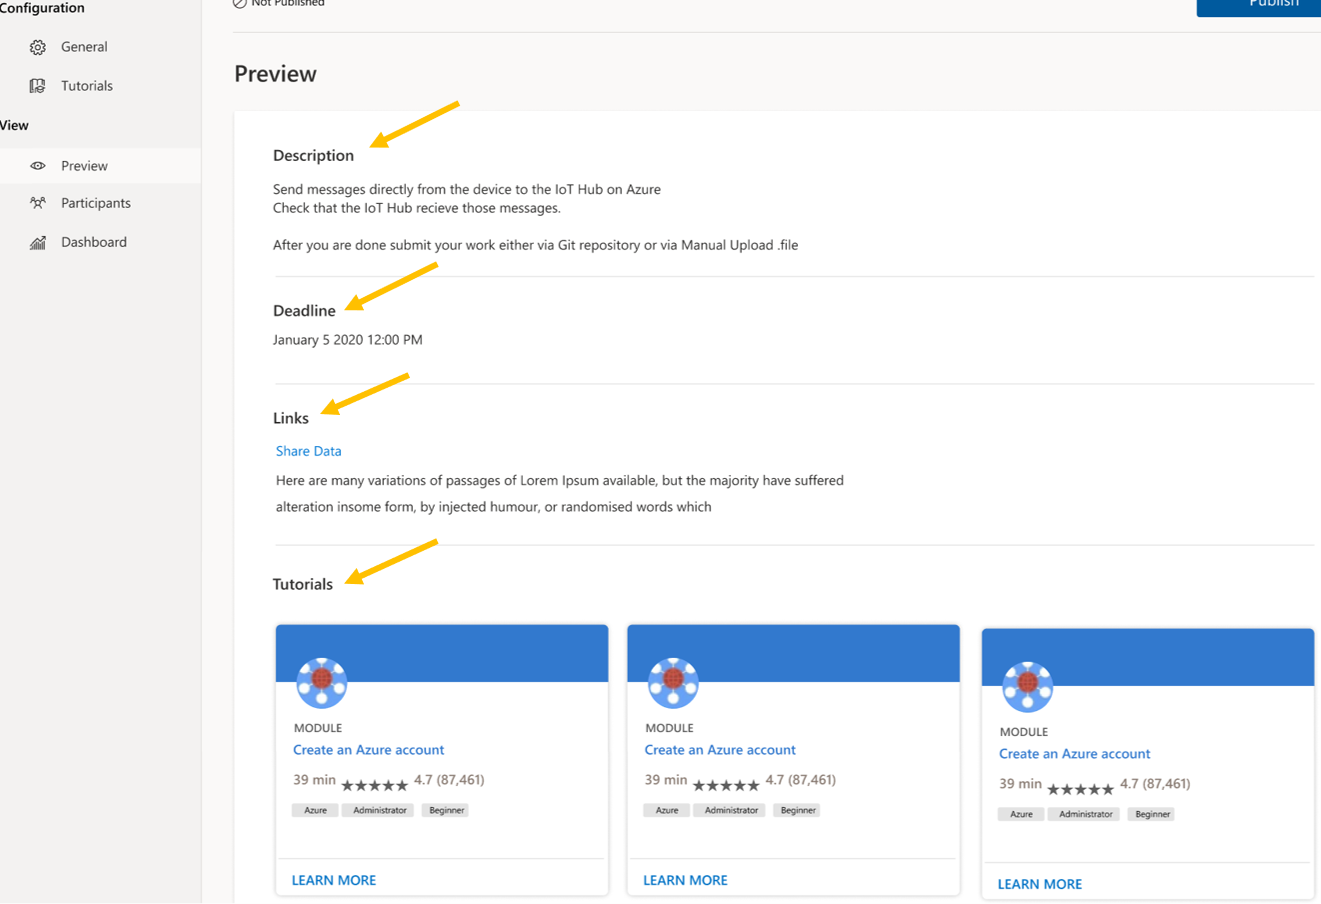 Configuration
General
Tutorials
View
Preview
Participants
Dashboard
Not Published
Publish
Preview
Description
Send messages directly from the device to the IoT Hub on Azure
Check that the IoT Hub recieve those messages.
After you are done submit your work either via Git repository or via Manual Upload .file
Deadline
January 5 2020 12:00 PM
Links
Share Data
Here are many variations of passages of Lorem Ipsum available, but the majority have suffered
alteration insome form, by injected humour, or randomised words which
Tutorials
MODULE
Create an Azure account
39 min ★★★★★ 4.7 (87,461)
Azure Administrator Beginner
LEARN MORE
MODULE
Create an Azure account
39 min ★★★★★ 4.7 (87,461)
Azure Administrator Beginner
LEARN MORE
MODULE
Create an Azure account
39 min ★★★★★ 4.7 (87,461)
Azure Administrator Beginner
LEARN MORE